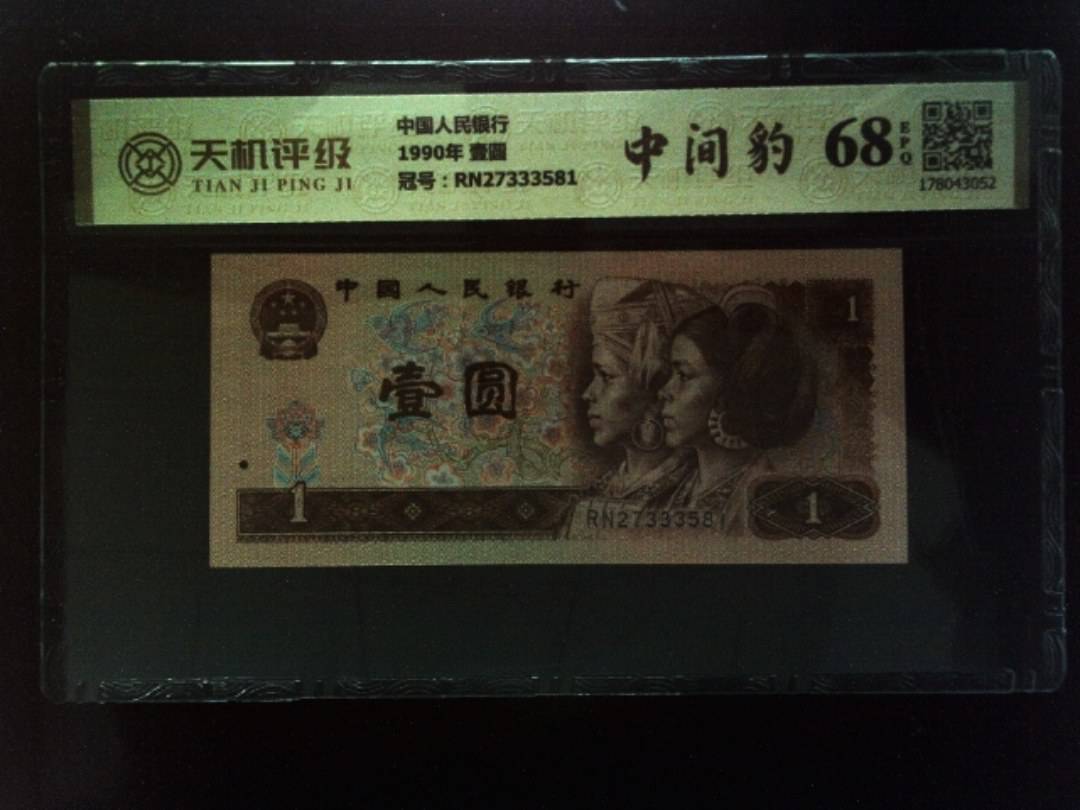 天机评级
TIAN JI PING JI
中国人民银行
1990年 壹圆
冠号：RN27333581
中间豹
68
EPQ
178043052
中国人民银行
1
壹圆
1
RN27333581
1